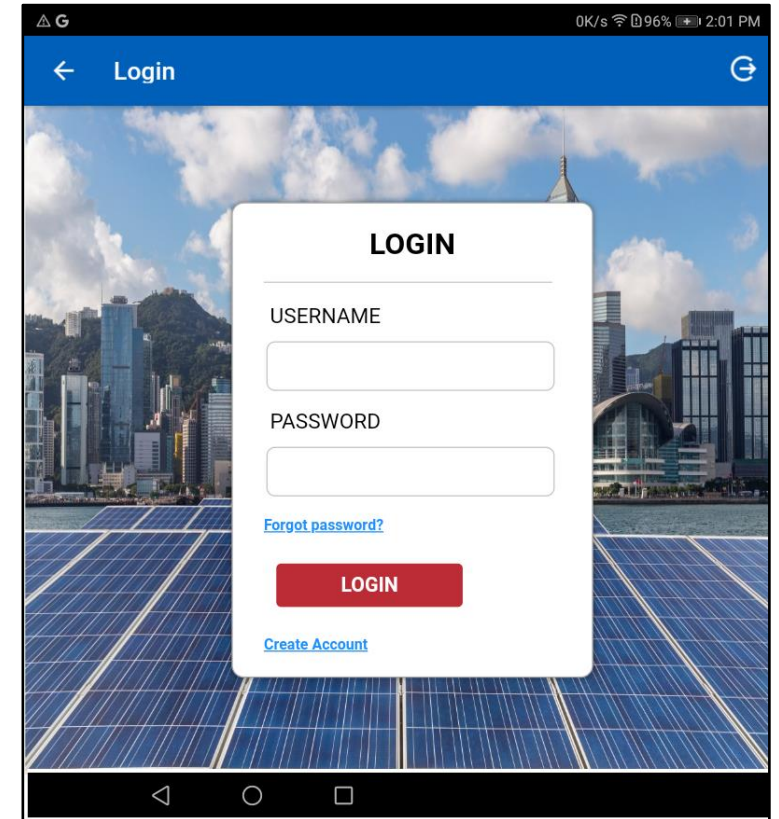 G 0K/s 96% 2:01 PM
Login
LOGIN
USERNAME
PASSWORD
Forgot password?
LOGIN
Create Account